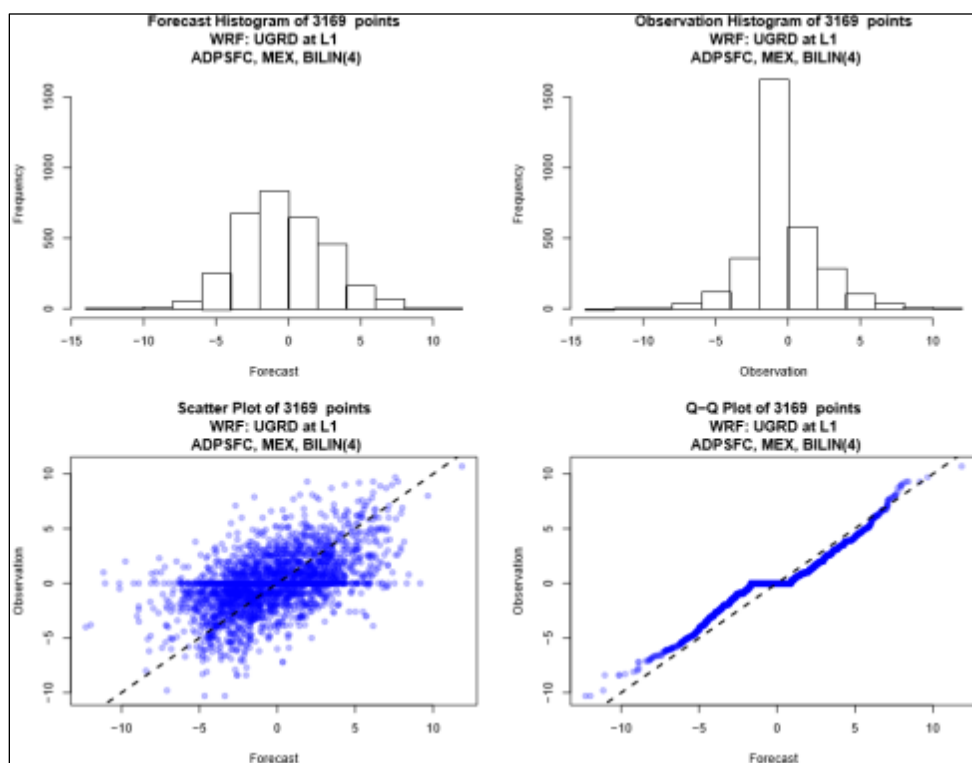 Forecast Histogram of 3169 points
WRF: UGRD at L1
ADPSFC, MEX, BILIN(4)
Frequency
1500
1000
500
0
−15 −10 −5 0 5 10
Forecast
Observation Histogram of 3169 points
WRF: UGRD at L1
ADPSFC, MEX, BILIN(4)
Frequency
1500
1000
500
0
−15 −10 −5 0 5 10
Observation
Scatter Plot of 3169 points
WRF: UGRD at L1
ADPSFC, MEX, BILIN(4)
Observation
10
5
0
−5
−10
−10 −5 0 5 10
Forecast
Q−Q Plot of 3169 points
WRF: UGRD at L1
ADPSFC, MEX, BILIN(4)
Observation
10
5
0
−5
−10
−10 −5 0 5 10
Forecast